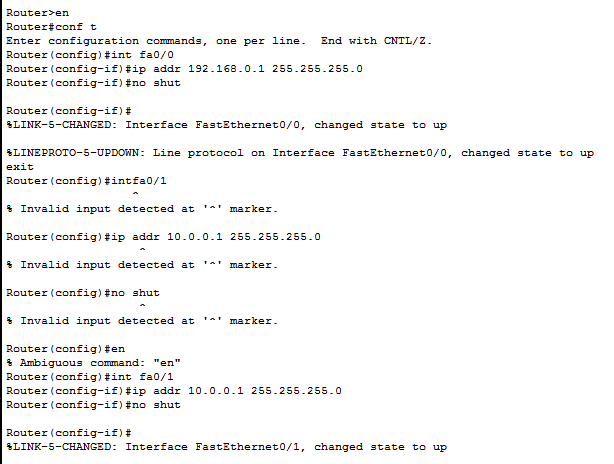 Router>en
Router#conf t
Enter configuration commands, one per line.  End with CNTL/Z.
Router(config)#int fa0/0
Router(config-if)#ip addr 192.168.0.1 255.255.255.0
Router(config-if)#no shut
Router(config-if)#
%LINK-5-CHANGED: Interface FastEthernet0/0, changed state to up
%LINEPROTO-5-UPDOWN: Line protocol on Interface FastEthernet0/0, changed state to up
exit
Router(config)#intfa0/1
^
% Invalid input detected at '^' marker.
Router(config)#ip addr 10.0.0.1 255.255.255.0
^
% Invalid input detected at '^' marker.
Router(config)#no shut
^
% Invalid input detected at '^' marker.
Router(config)#en
% Ambiguous command: "en"
Router(config)#int fa0/1
Router(config-if)#ip addr 10.0.0.1 255.255.255.0
Router(config-if)#no shut
Router(config-if)#
%LINK-5-CHANGED: Interface FastEthernet0/1, changed state to up